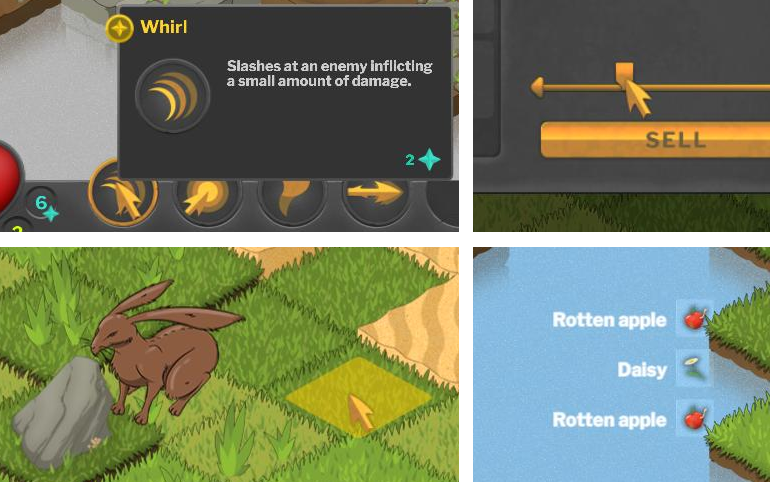 Whirl
Slashes at an enemy inflicting
a small amount of damage.
2
6
SELL
Rotten apple
Daisy
Rotten apple